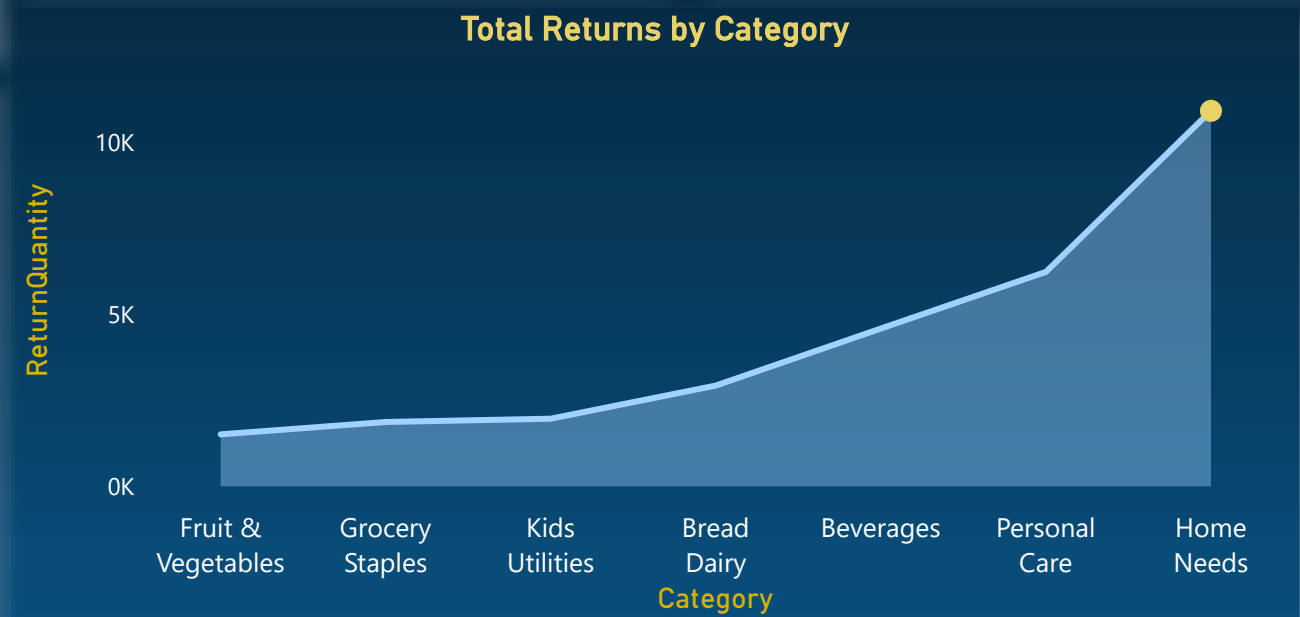 Total Returns by Category
ReturnQuantity
10K
5K
0K
Fruit &
Vegetables
Grocery
Staples
Kids
Utilities
Bread
Dairy
Beverages
Personal
Care
Home
Needs
Category